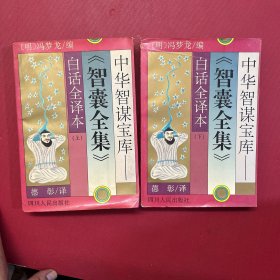 [明]冯梦龙/编
中华智谋宝库——
《智囊全集》
白话全译本
(上)
德 彰/译
四川人民出版社
[明]冯梦龙/编
中华智谋宝库——
《智囊全集》
白话全译本
(下)
德 彰/译
四川人民出版社